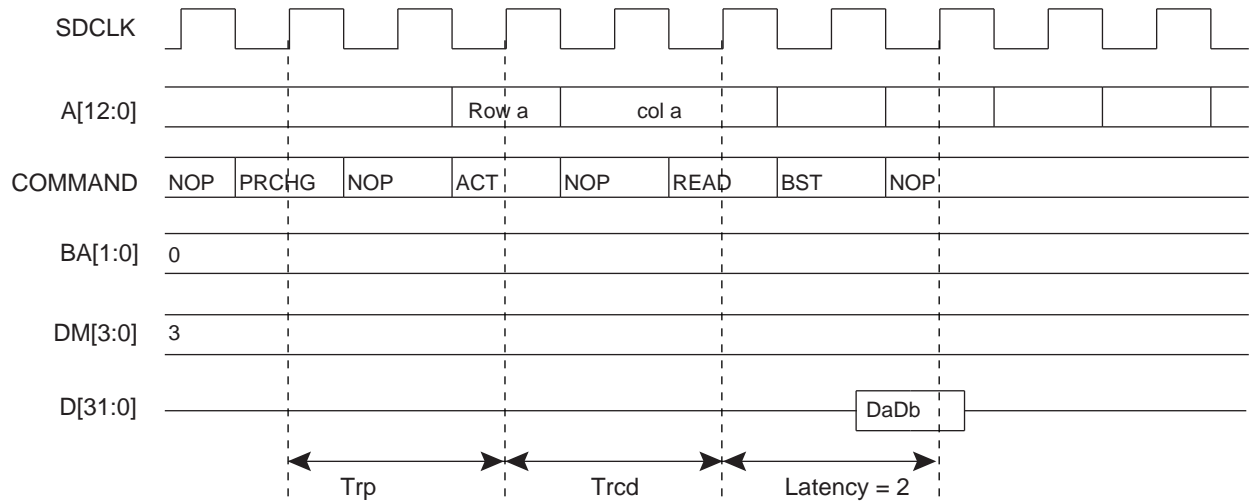 SDCLK
A[12:0] Row a col a
COMMAND NOP PRCHG NOP ACT NOP READ BST NOP
BA[1:0] 0
DM[3:0] 3
D[31:0] DaDb
Trp Trcd Latency = 2